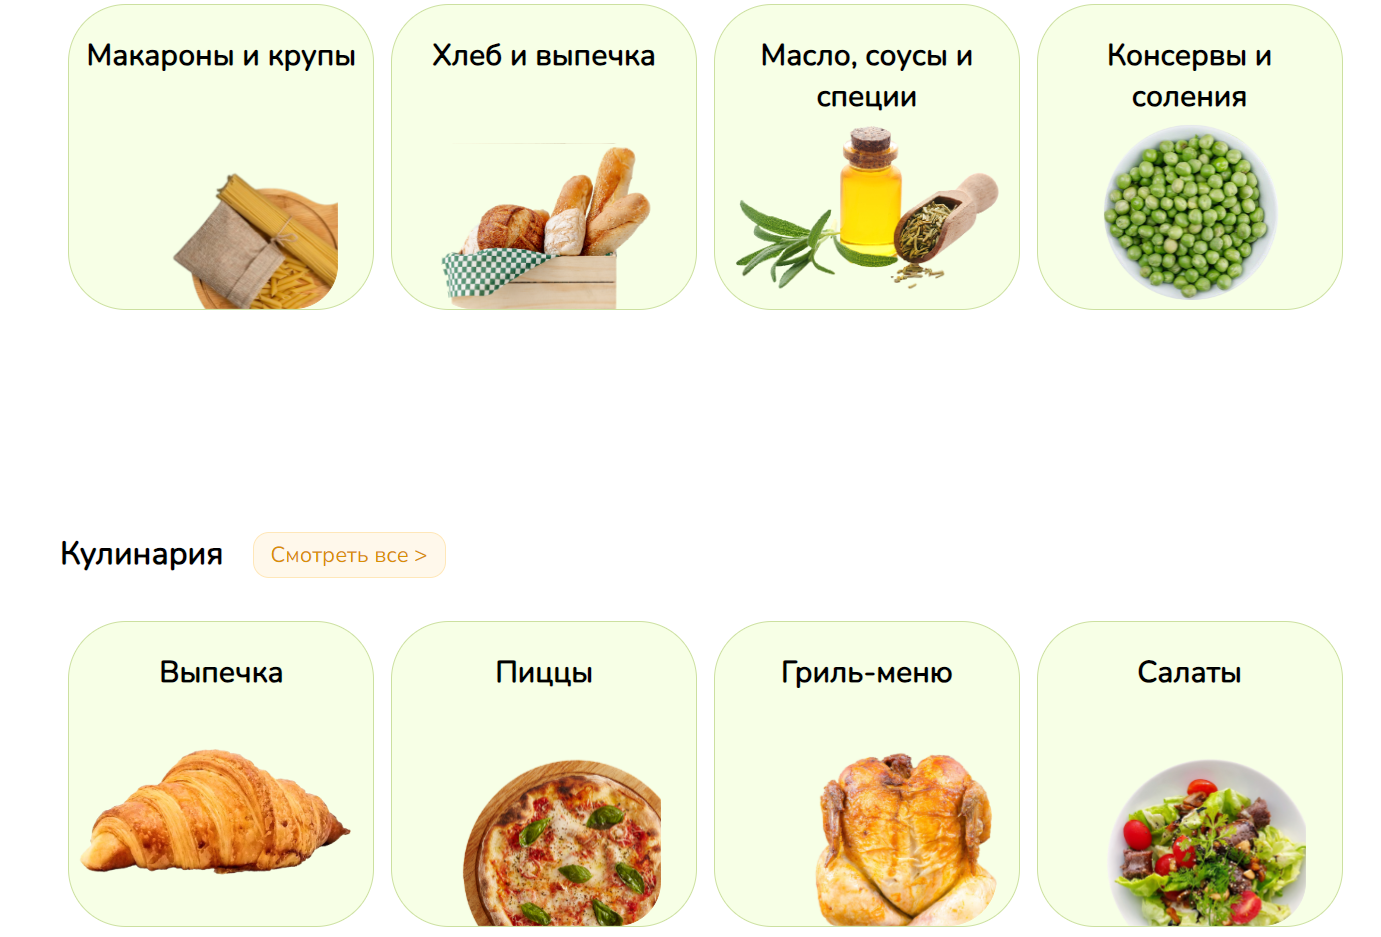 Макароны и крупы
Хлеб и выпечка
Масло, соусы и
специи
Консервы и
соления
Кулинария
Смотреть все >
Выпечка
Пиццы
Гриль-меню
Салаты